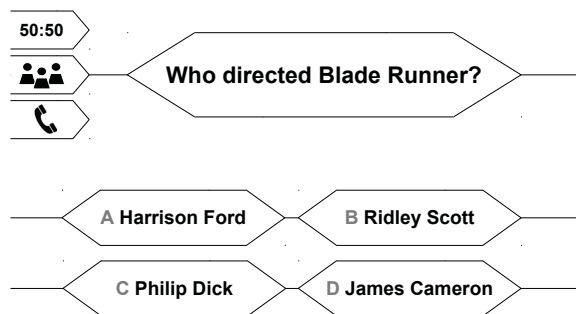 50:50
Who directed Blade Runner?
A Harrison Ford
B Ridley Scott
C Philip Dick
D James Cameron